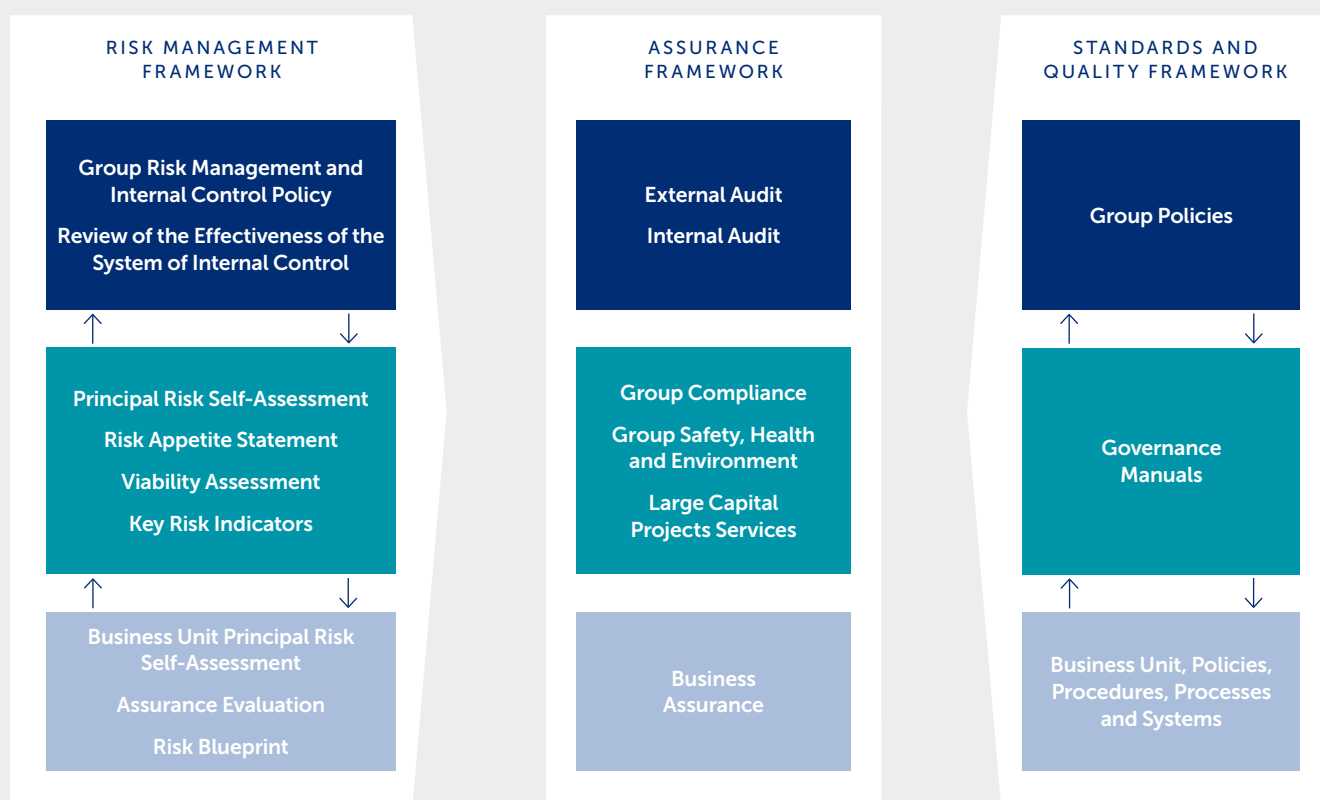 RISK MANAGEMENT
FRAMEWORK
Group Risk Management and
Internal Control Policy
Review of the Effectiveness of the
System of Internal Control
Principal Risk Self-Assessment
Risk Appetite Statement
Viability Assessment
Key Risk Indicators
Business Unit Principal Risk
Self-Assessment
Assurance Evaluation
Risk Blueprint
ASSURANCE
FRAMEWORK
External Audit
Internal Audit
Group Compliance
Group Safety, Health
and Environment
Large Capital
Projects Services
Business
Assurance
STANDARDS AND
QUALITY FRAMEWORK
Group Policies
Governance
Manuals
Business Unit, Policies,
Procedures, Processes
and Systems